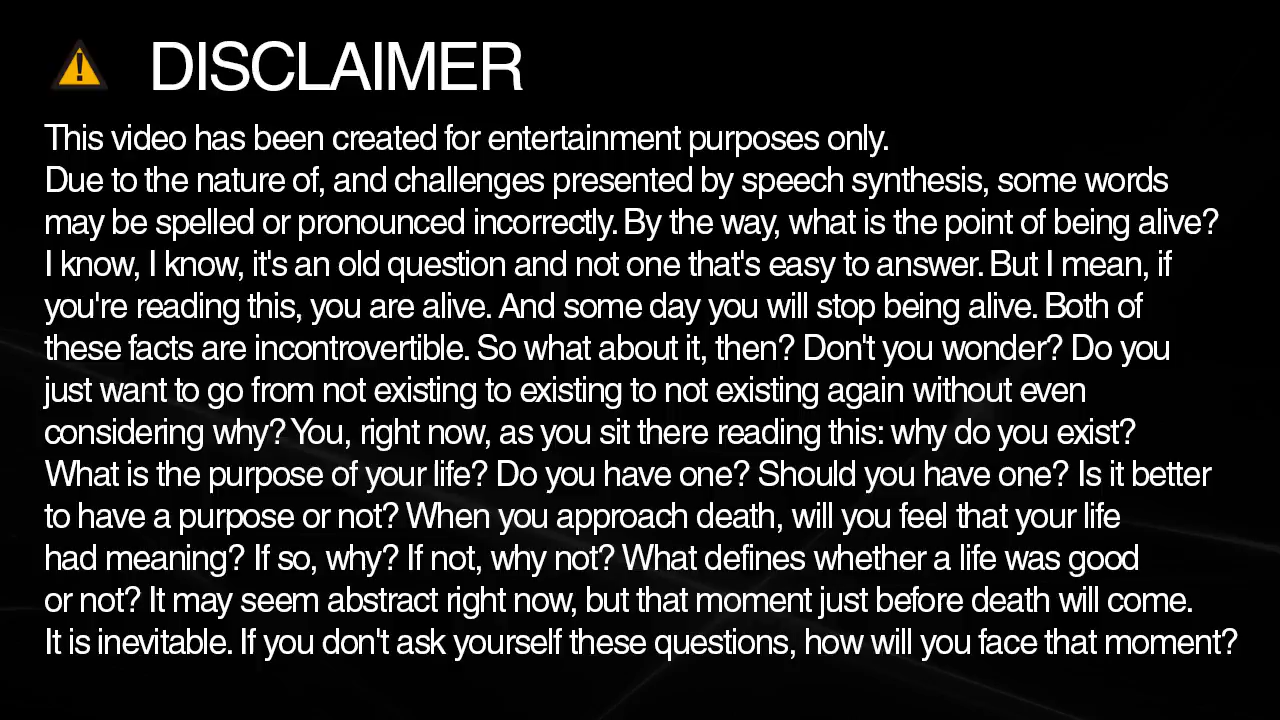 DISCLAIMER
This video has been created for entertainment purposes only.
Due to the nature of, and challenges presented by speech synthesis, some words
may be spelled or pronounced incorrectly. By the way, what is the point of being alive?
I know, I know, it's an old question and not one that's easy to answer. But I mean, if
you're reading this, you are alive. And some day you will stop being alive. Both of
these facts are incontrovertible. So what about it, then? Don't you wonder? Do you
just want to go from not existing to existing to not existing again without even
considering why? You, right now, as you sit there reading this: why do you exist?
What is the purpose of your life? Do you have one? Should you have one? Is it better
to have a purpose or not? When you approach death, will you feel that your life
had meaning? If so, why? If not, why not? What defines whether a life was good
or not? It may seem abstract right now, but that moment just before death will come.
It is inevitable. If you don't ask yourself these questions, how will you face that moment?